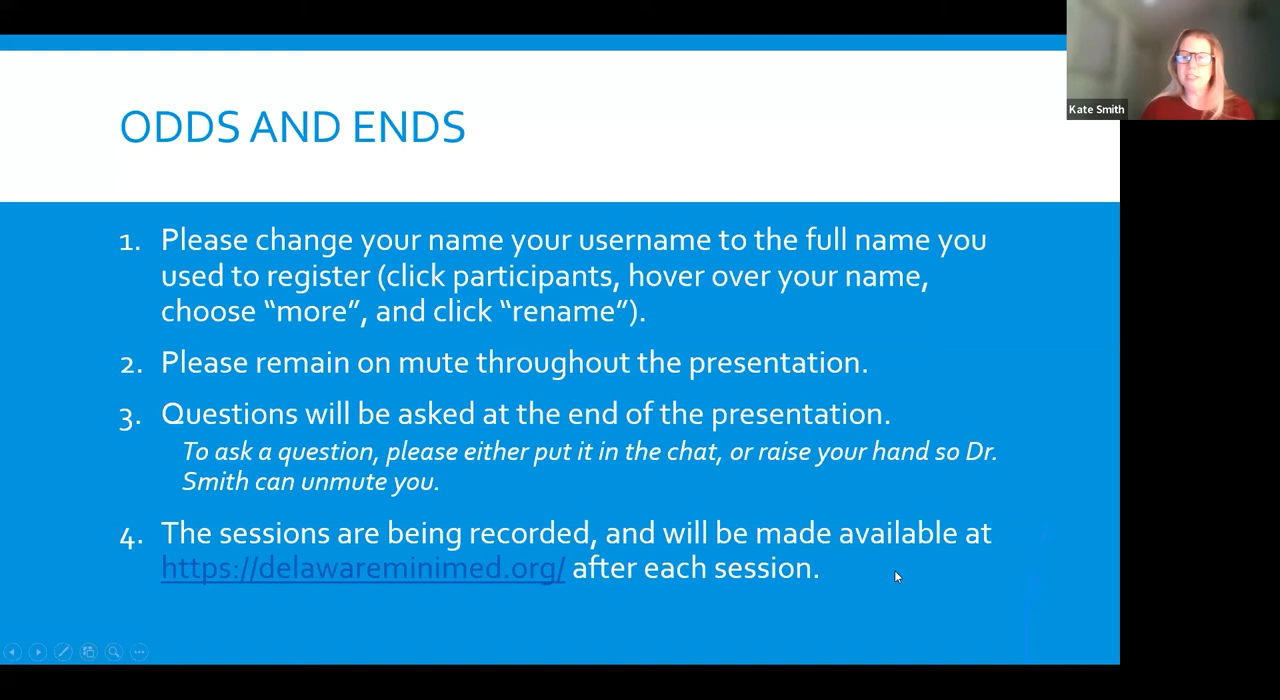 Kate Smith
ODDS AND ENDS
1. Please change your name your username to the full name you
used to register (click participants, hover over your name,
choose “more”, and click “rename”).
2. Please remain on mute throughout the presentation.
3. Questions will be asked at the end of the presentation.
To ask a question, please either put it in the chat, or raise your hand so Dr.
Smith can unmute you.
4. The sessions are being recorded, and will be made available at
https://delawareminimed.org/ after each session.